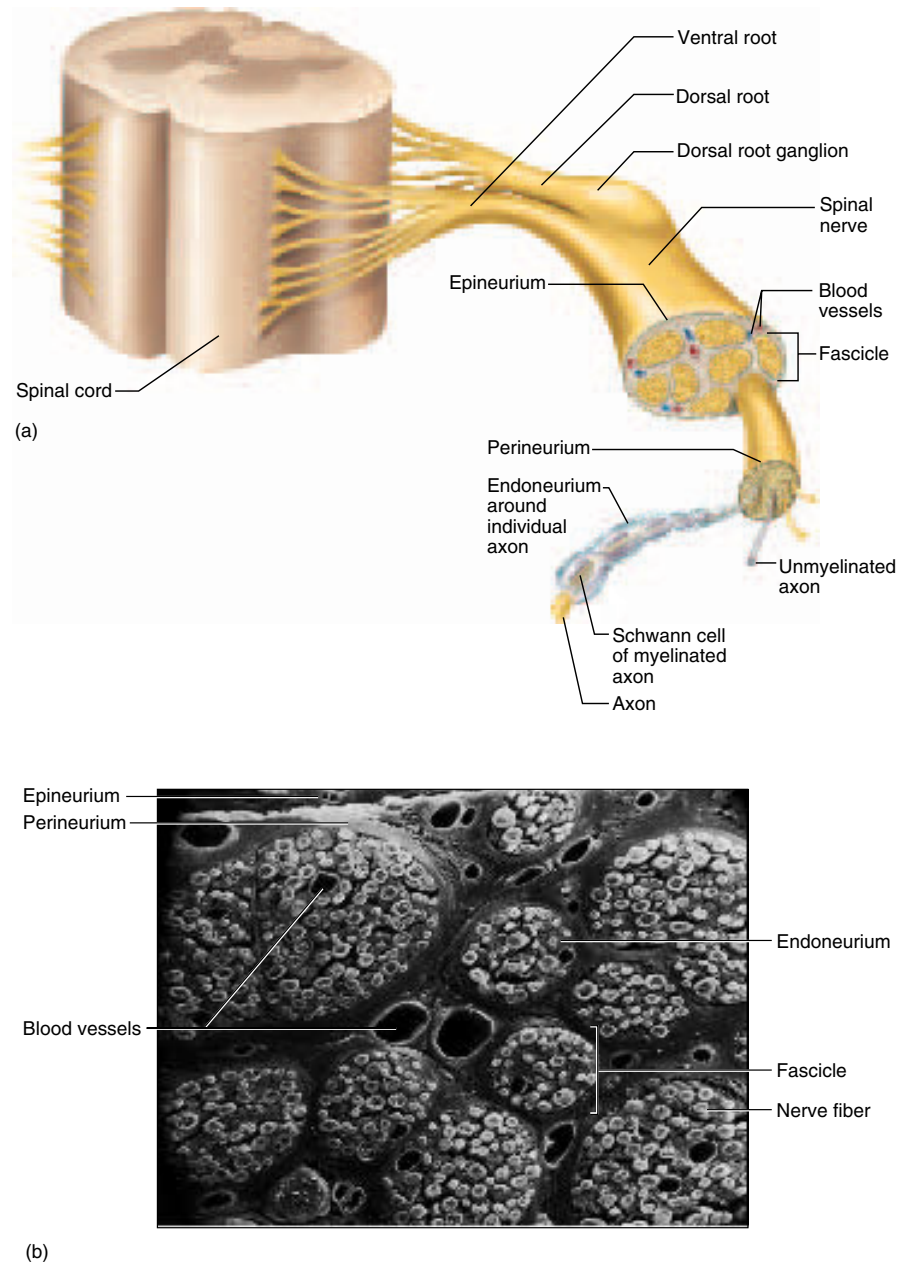 Ventral root
Dorsal root
Dorsal root ganglion
Spinal
nerve
Epineurium
Blood
vessels
Fascicle
Spinal cord
(a)
Perineurium
Endoneurium
around
individual
axon
Unmyelinated
axon
Schwann cell
of myelinated
axon
Axon
Epineurium
Perineurium
Endoneurium
Blood vessels
Fascicle
Nerve fiber
(b)